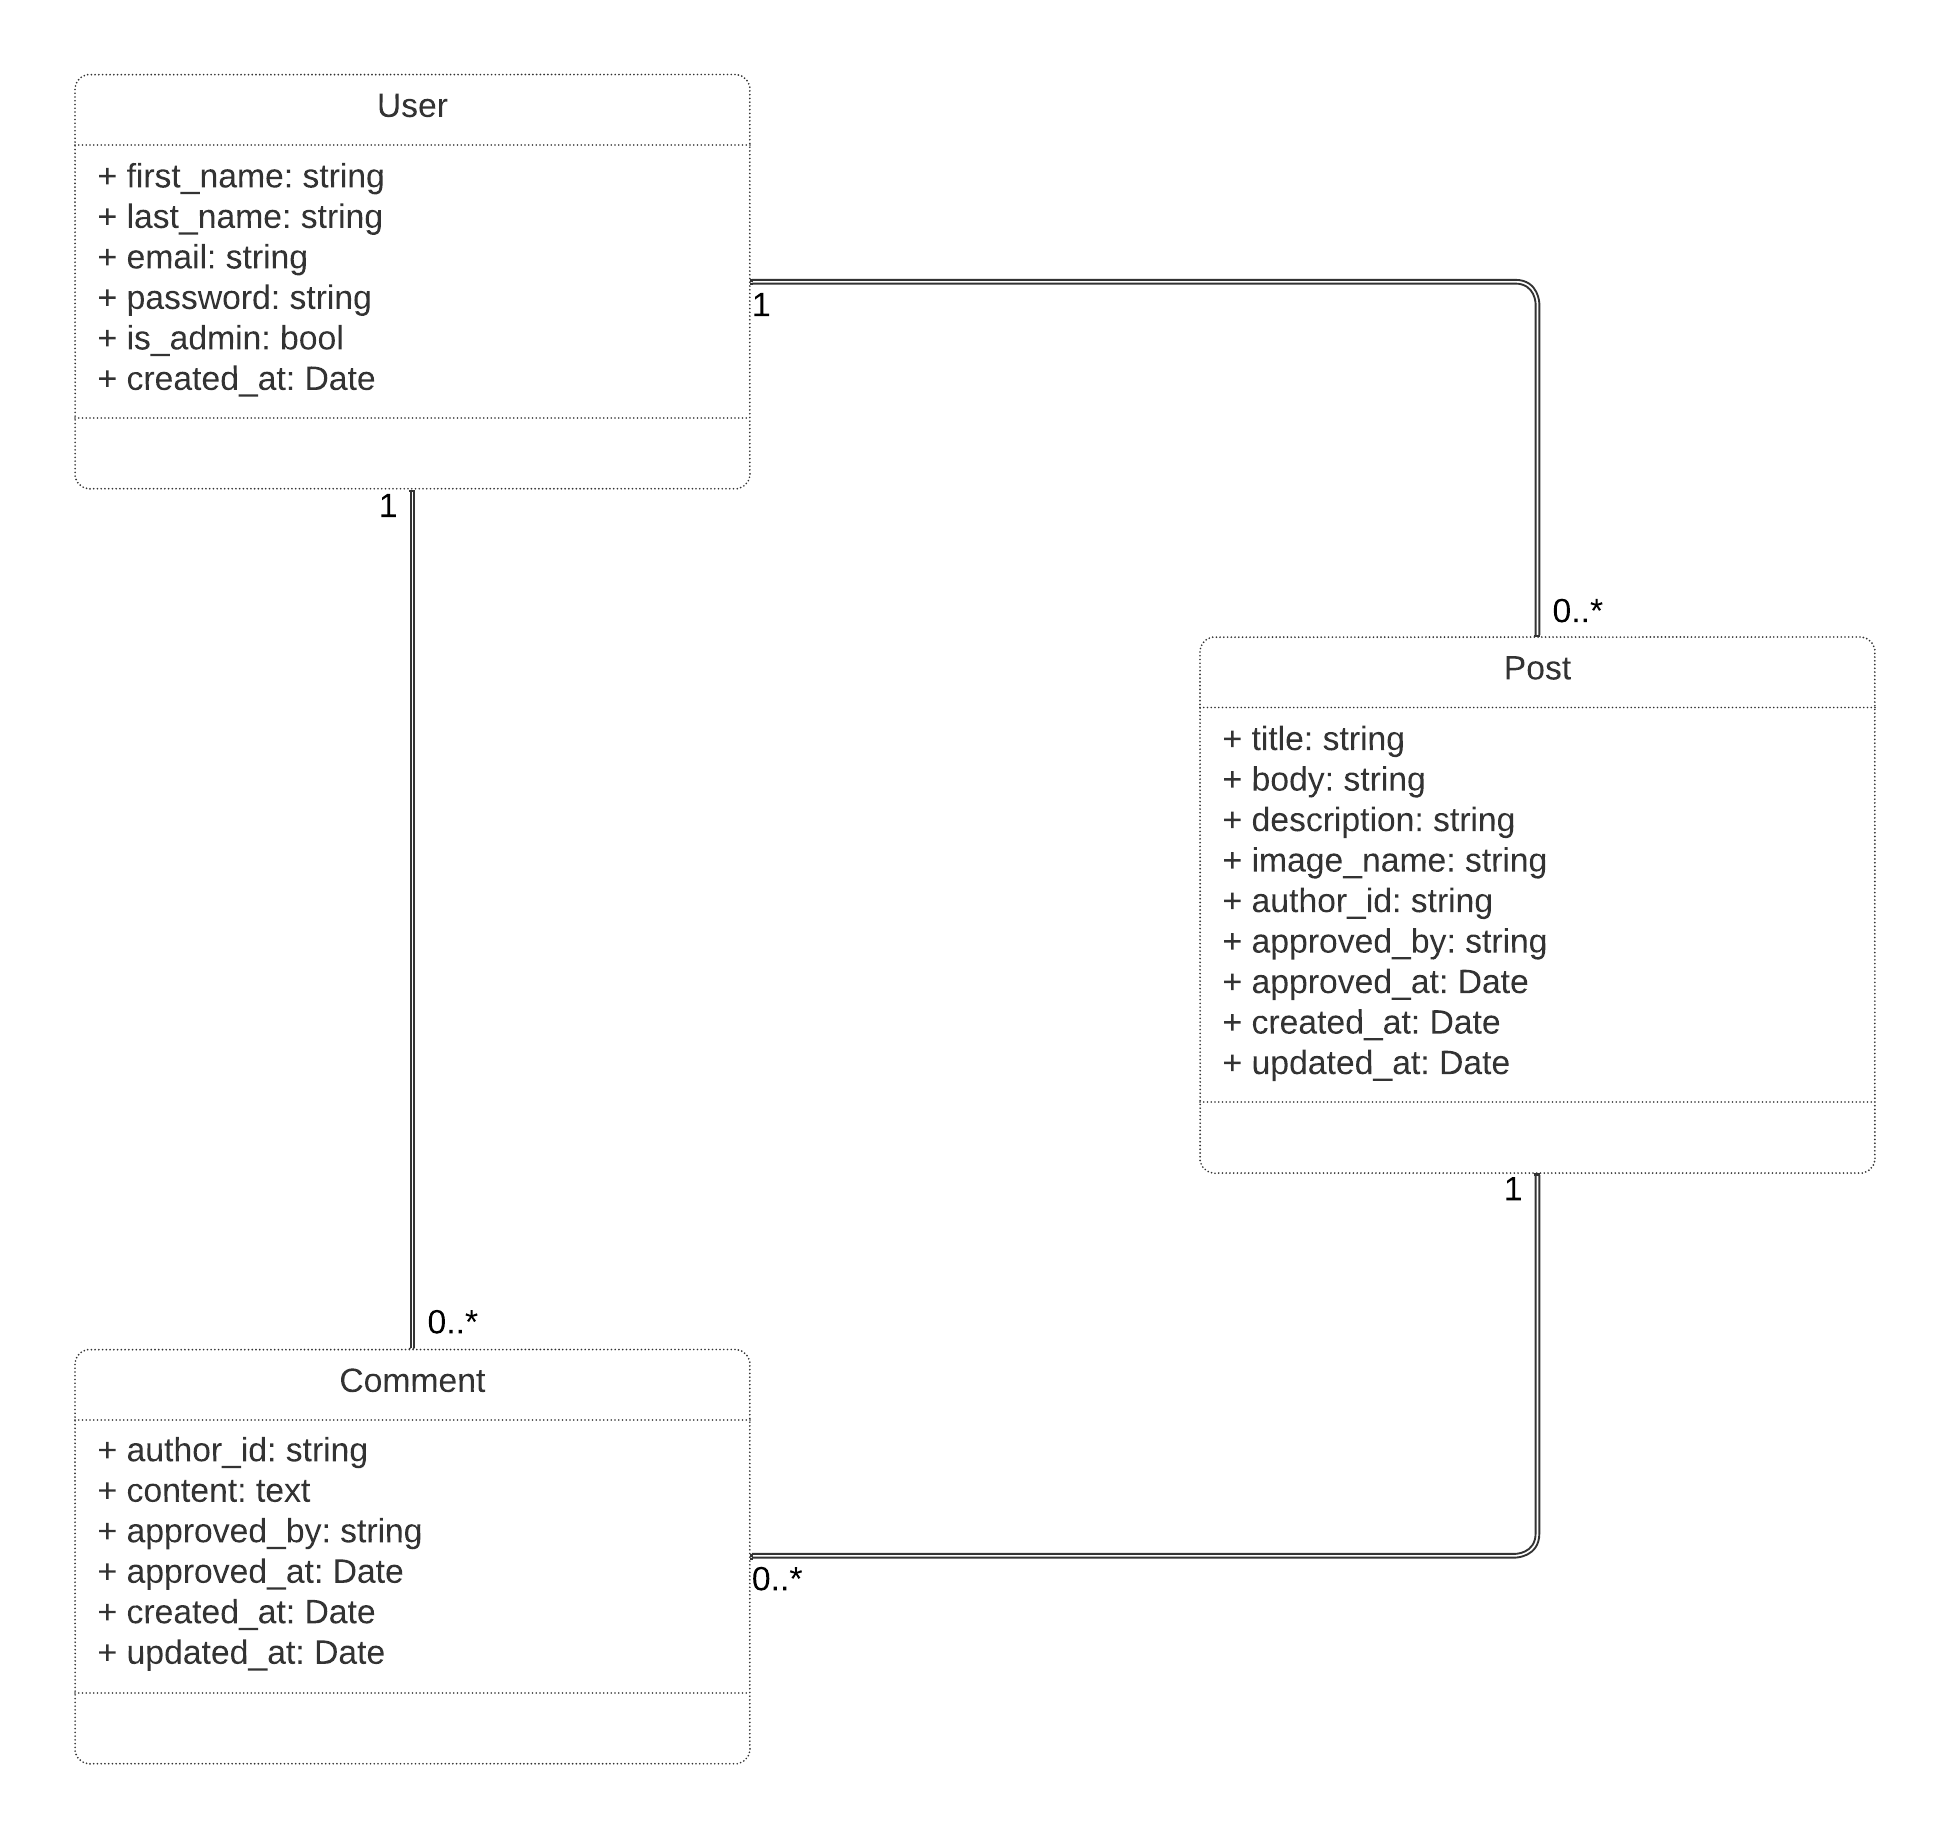 User
+ first_name: string
+ last_name: string
+ email: string
+ password: string
+ is_admin: bool
+ created_at: Date
1
1
0..*
Post
+ title: string
+ body: string
+ description: string
+ image_name: string
+ author_id: string
+ approved_by: string
+ approved_at: Date
+ created_at: Date
+ updated_at: Date
1
0..*
Comment
+ author_id: string
+ content: text
+ approved_by: string
+ approved_at: Date
+ created_at: Date
+ updated_at: Date
0..*